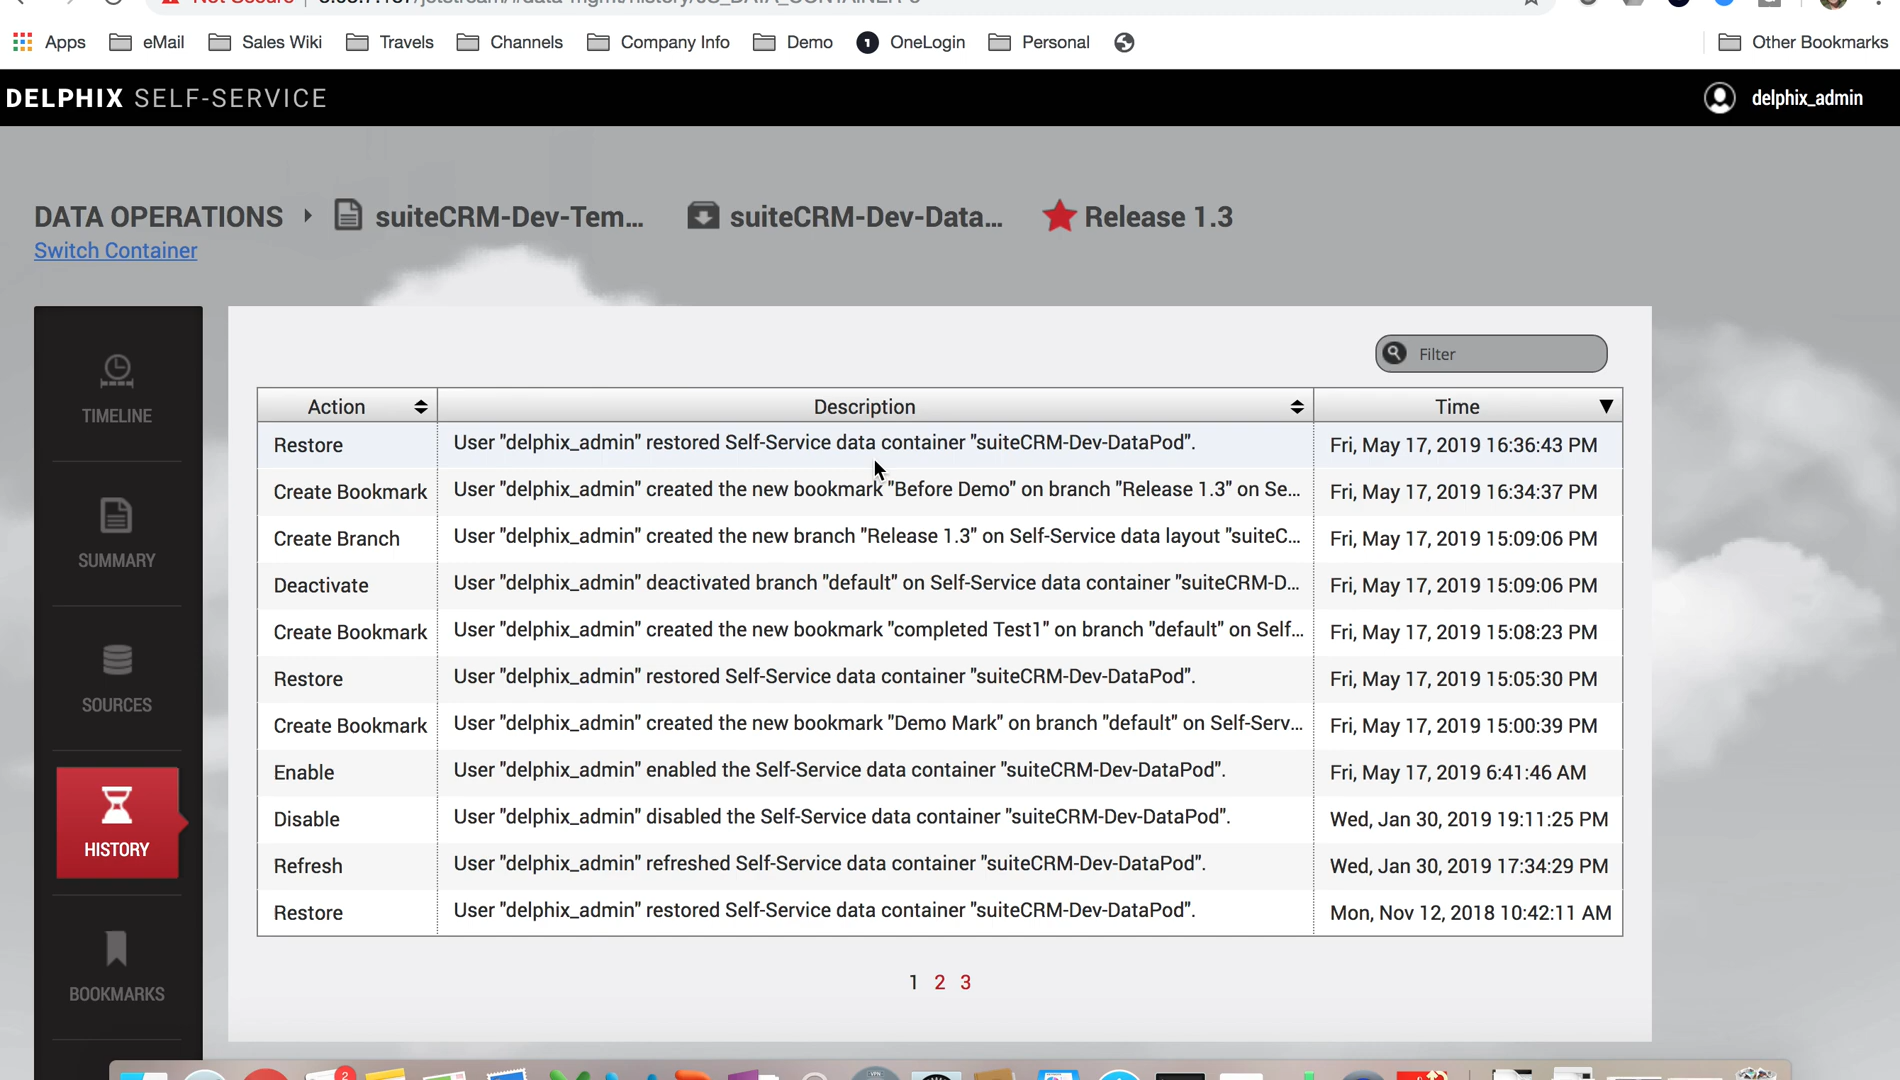 Apps eMail Sales Wiki Travels Channels Company Info Demo 1 OneLogin Personal Other Bookmarks
DELPHIX SELF-SERVICE delphix_admin
DATA OPERATIONS suiteCRM-Dev-Tem... suiteCRM-Dev-Data... Release 1.3
Switch Container
Filter
TIMELINE
SUMMARY
SOURCES
HISTORY
BOOKMARKS
Action Description Time
Restore User "delphix_admin" restored Self-Service data container "suiteCRM-Dev-DataPod". Fri, May 17, 2019 16:36:43 PM
Create Bookmark User "delphix_admin" created the new bookmark "Before Demo" on branch "Release 1.3" on Se... Fri, May 17, 2019 16:34:37 PM
Create Branch User "delphix_admin" created the new branch "Release 1.3" on Self-Service data layout "suiteC... Fri, May 17, 2019 15:09:06 PM
Deactivate User "delphix_admin" deactivated branch "default" on Self-Service data container "suiteCRM-D... Fri, May 17, 2019 15:09:06 PM
Create Bookmark User "delphix_admin" created the new bookmark "completed Test1" on branch "default" on Self... Fri, May 17, 2019 15:08:23 PM
Restore User "delphix_admin" restored Self-Service data container "suiteCRM-Dev-DataPod". Fri, May 17, 2019 15:05:30 PM
Create Bookmark User "delphix_admin" created the new bookmark "Demo Mark" on branch "default" on Self-Serv... Fri, May 17, 2019 15:00:39 PM
Enable User "delphix_admin" enabled the Self-Service data container "suiteCRM-Dev-DataPod". Fri, May 17, 2019 6:41:46 AM
Disable User "delphix_admin" disabled the Self-Service data container "suiteCRM-Dev-DataPod". Wed, Jan 30, 2019 19:11:25 PM
Refresh User "delphix_admin" refreshed Self-Service data container "suiteCRM-Dev-DataPod". Wed, Jan 30, 2019 17:34:29 PM
Restore User "delphix_admin" restored Self-Service data container "suiteCRM-Dev-DataPod". Mon, Nov 12, 2018 10:42:11 AM
1 2 3
2